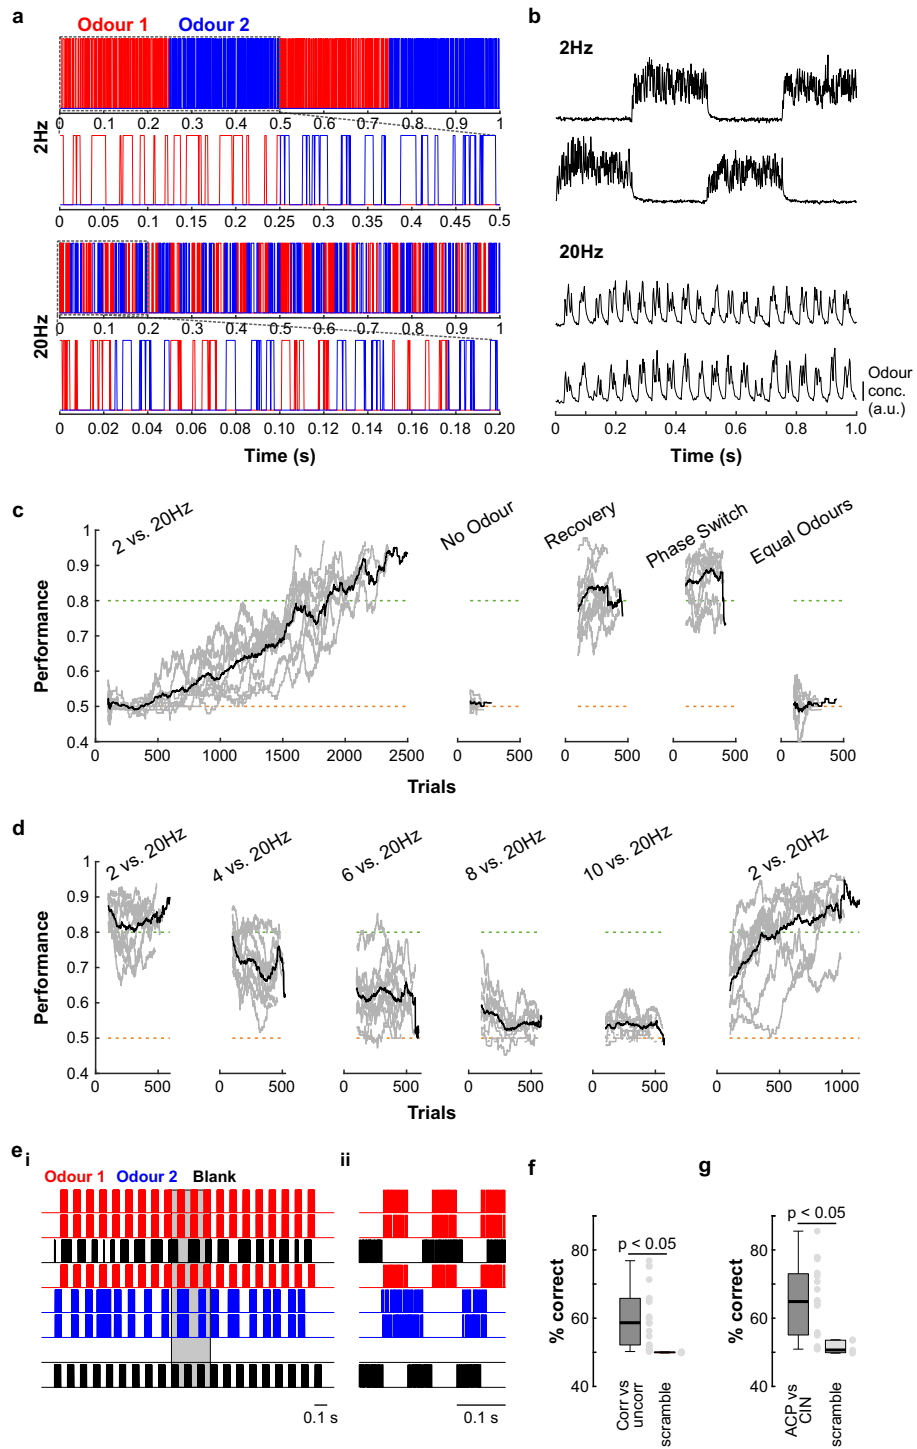 a
Odour 1 Odour 2
0 0.1 0.2 0.3 0.4 0.5 0.6 0.7 0.8 0.9 1
2Hz
0 0.05 0.1 0.15 0.2 0.25 0.3 0.35 0.4 0.45 0.5
0 0.1 0.2 0.3 0.4 0.5 0.6 0.7 0.8 0.9 1
20Hz
0 0.02 0.04 0.06 0.08 0.10 0.12 0.14 0.16 0.18 0.20
Time (s)
b
2Hz
20Hz
Odour
conc.
(a.u.)
0 0.2 0.4 0.6 0.8 1.0
Time (s)
c
2 vs. 20Hz
No Odour
Recovery
Phase Switch
Equal Odours
1
0.9
0.8
0.7
0.6
0.5
0.4
Performance
0 500 1000 1500 2000 2500
0 500
0 500
0 500
0 500
Trials
d
2 vs. 20Hz
4 vs. 20Hz
6 vs. 20Hz
8 vs. 20Hz
10 vs. 20Hz
2 vs. 20Hz
1
0.9
0.8
0.7
0.6
0.5
0.4
Performance
0 500
0 500
0 500
0 500
0 500
0 500 1000
Trials
e
i
Odour 1 Odour 2 Blank
0.1 s
ii
0.1 s
f
p < 0.05
80
60
40
% correct
Corr vs
uncorr
scramble
g
p < 0.05
80
60
40
% correct
ACP vs
CIN
scramble